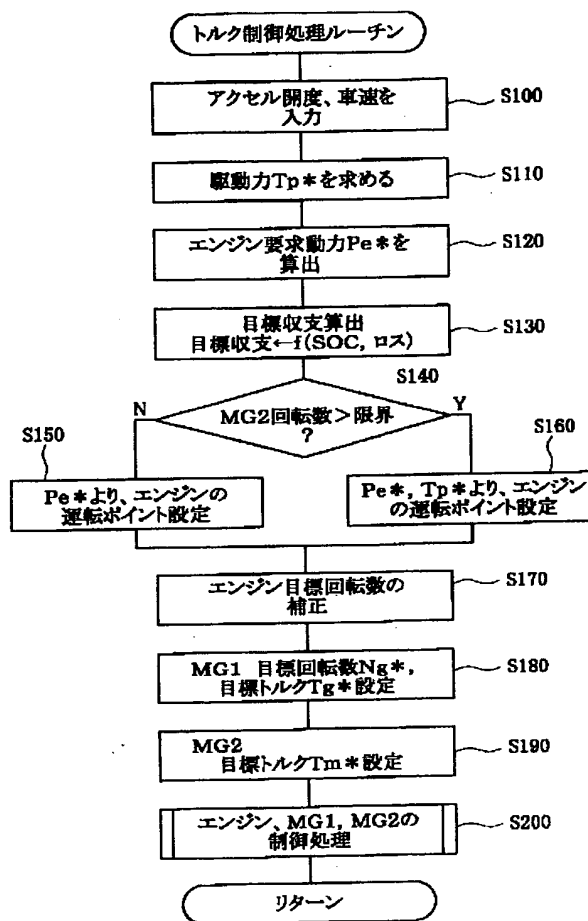 トルク制御処理ルーチン
アクセル開度、車速を
入力
S100
駆動力Tp*を求める
S110
エンジン要求動力Pe*を
算出
S120
目標収支算出
目標収支←f(SOC, ロス)
S130
S140
N
MG2回転数>限界
?
Y
S150
Pe*より、エンジンの
運転ポイント設定
S160
Pe*, Tp*より、エンジン
の運転ポイント設定
エンジン目標回転数の
補正
S170
MG1 目標回転数Ng*,
目標トルクTg*設定
S180
MG2
目標トルクTm*設定
S190
エンジン、MG1, MG2の
制御処理
S200
リターン